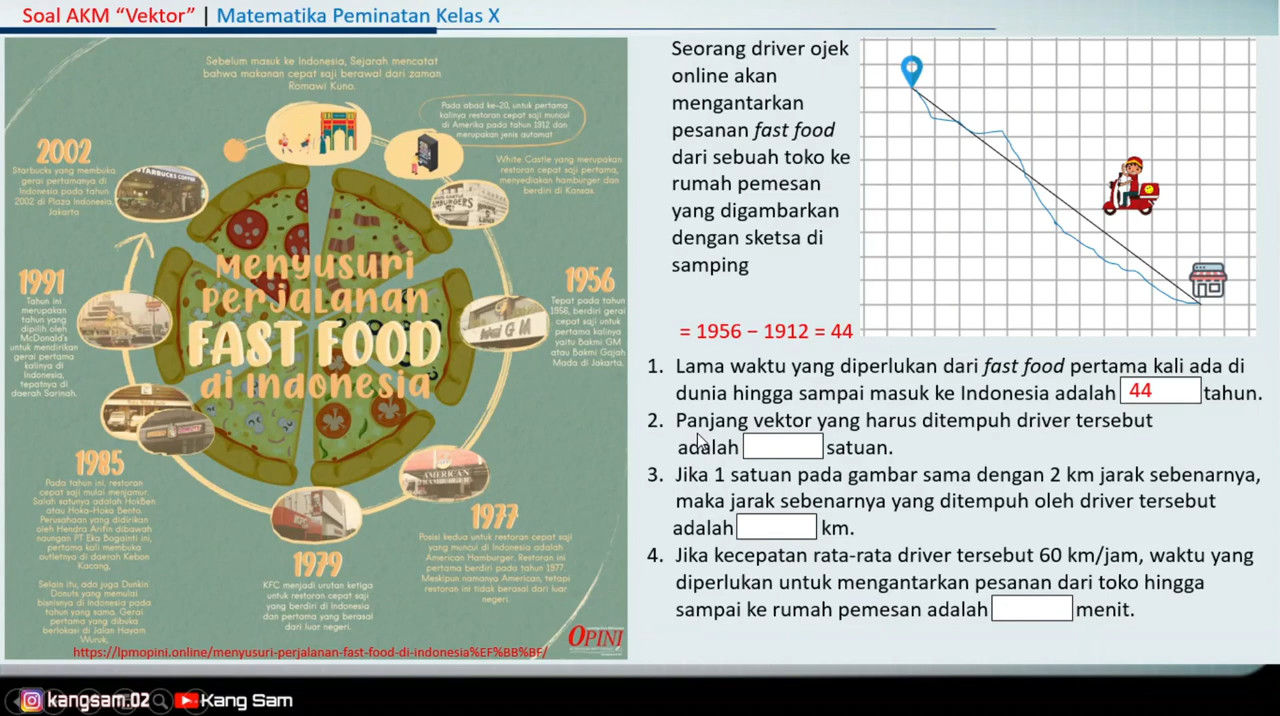 Soal AKM “Vektor” | Matematika Peminatan Kelas X
Sebelum masuk ke Indonesia, Sejarah mencatat
bahwa makanan cepat saji berawal dari zaman
Romawi Kuno.
Pada abad ke-20, untuk pertama
kalinya restoran cepat saji muncul
di Amerika pada tahun 1912 dan
merupakan jenis automat
White Castle yang merupakan
restoran cepat saji pertama,
menyediakan hamburger dan
berdiri di Kansas.
2002
Starbucks yang membuka
gerai pertamanya di
Indonesia pada tahun
2002 di Plaza Indonesia,
Jakarta
STARBUCKS COFFEE
Menyusuri
perjalanan
FAST FOOD
di Indonesia
1956
Tepat pada tahun
1956, berdiri gerai
cepat saji untuk
pertama kalinya
yaitu Bakmi GM
atau Bakmi Gajah
Mada di Jakarta.
1991
Tahun ini
merupakan
tahun yang
dipilih oleh
McDonald's
untuk mendirikan
gerai pertama
kalinya di
Indonesia,
tepatnya di
daerah Sarinah.
1985
Pada tahun ini, restoran
cepat saji mulai menjamur.
Salah satunya adalah HokBen
atau Hoka-Hoka Bento.
Perusahaan yang didirikan
oleh Hendra Arifin dibawah
naungan PT Eka Bogainti ini,
pertama kali membuka
outletnya di daerah Kebon
Kacang.
Selain itu, ada juga Dunkin'
Donuts yang memulai
bisnisnya di Indonesia pada
tahun yang sama. Gerai
pertama yang dibuka
berlokasi di Jalan Hayam
Wuruk.
1979
KFC menjadi urutan ketiga
untuk restoran cepat saji
yang berdiri di Indonesia
dan pertama yang berasal
dari luar negeri.
AMERICAN
1977
Posisi kedua untuk restoran cepat saji
yang muncul di Indonesia adalah
American Hamburger. Restoran ini
pertama berdiri pada tahun 1977.
Meskipun namanya American, tetapi
restoran ini tidak berasal dari luar
negeri.
OPINI
https://lpmopini.online/menyusuri-perjalanan-fast-food-di-indonesia%EF%BB%BF/
Seorang driver ojek
online akan
mengantarkan
pesanan fast food
dari sebuah toko ke
rumah pemesan
yang digambarkan
dengan sketsa di
samping
= 1956 − 1912 = 44
1. Lama waktu yang diperlukan dari fast food pertama kali ada di
dunia hingga sampai masuk ke Indonesia adalah 44 tahun.
2. Panjang vektor yang harus ditempuh driver tersebut
adalah satuan.
3. Jika 1 satuan pada gambar sama dengan 2 km jarak sebenarnya,
maka jarak sebenarnya yang ditempuh oleh driver tersebut
adalah km.
4. Jika kecepatan rata-rata driver tersebut 60 km/jam, waktu yang
diperlukan untuk mengantarkan pesanan dari toko hingga
sampai ke rumah pemesan adalah menit.
kangsam.02 Kang Sam